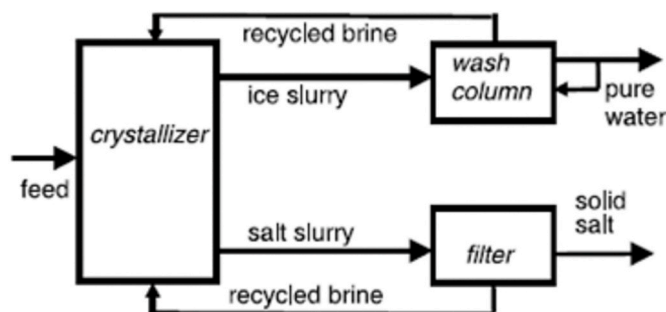 recycled brine
wash
column
ice slurry
pure
water
crystallizer
feed
salt slurry
solid
salt
filter
recycled brine